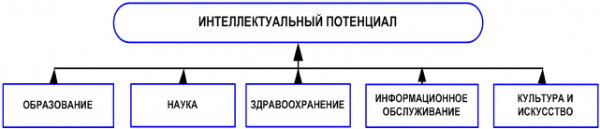 ИНТЕЛЛЕКТУАЛЬНЫЙ ПОТЕНЦИАЛ
ОБРАЗОВАНИЕ
НАУКА
ЗДРАВООХРАНЕНИЕ
ИНФОРМАЦИОННОЕ
ОБСЛУЖИВАНИЕ
КУЛЬТУРА И
ИСКУССТВО